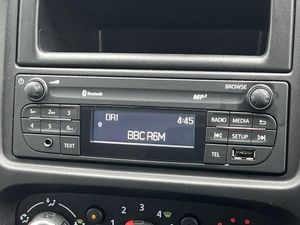 Bluetooth
MP3
BROWSE
DR1 4:45
BBC R6M
1 2 3
4 5 6
RADIO MEDIA
SETUP
TEXT
TEL
1 2 3 4